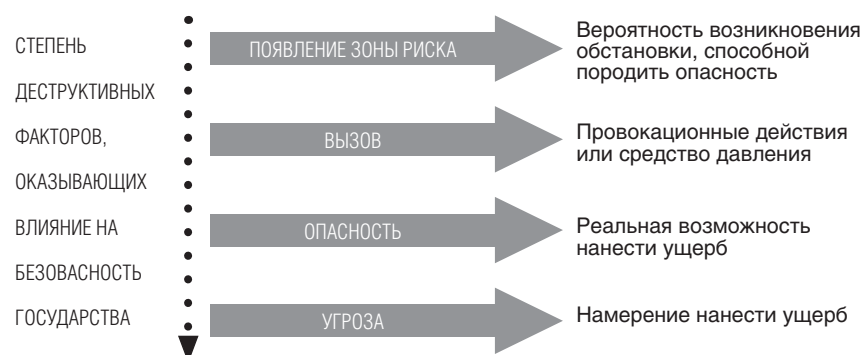 СТЕПЕНЬ
ДЕСТРУКТИВНЫХ
ФАКТОРОВ,
ОКАЗЫВАЮЩИХ
ВЛИЯНИЕ НА
БЕЗОВАСНОСТЬ
ГОСУДАРСТВА
ПОЯВЛЕНИЕ ЗОНЫ РИСКА
Вероятность возникновения
обстановки, способной
породить опасность
ВЫЗОВ
Провокационные действия
или средство давления
ОПАСНОСТЬ
Реальная возможность
нанести ущерб
УГРОЗА
Намерение нанести ущерб